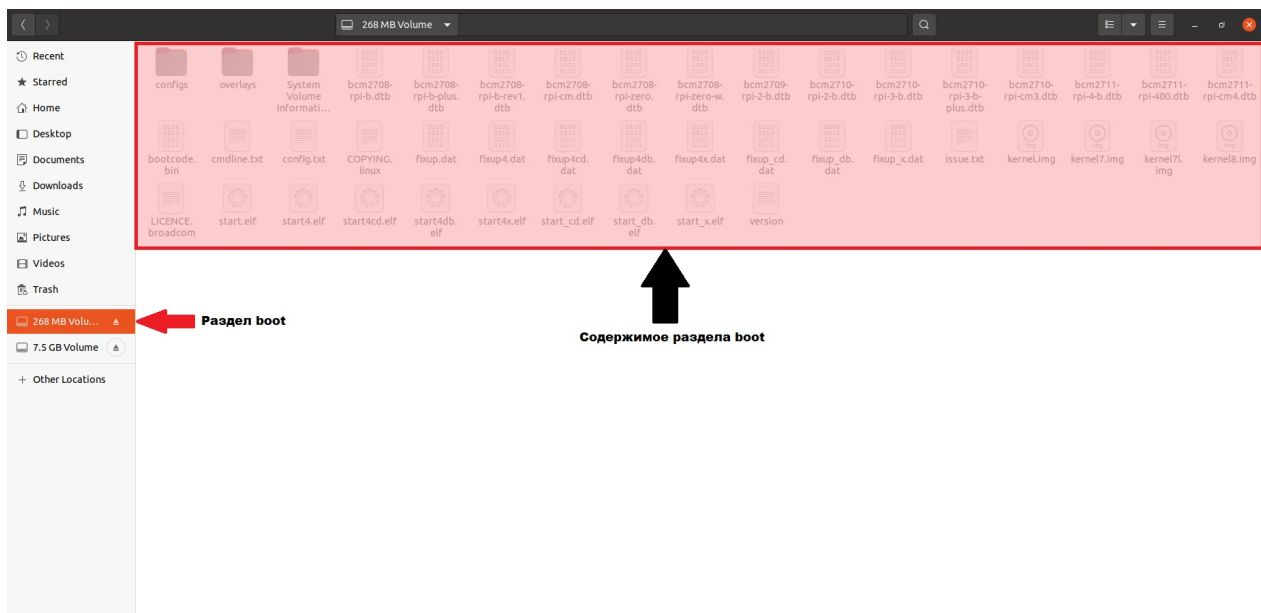 268 MB Volume
Recent
Starred
Home
Desktop
Documents
Downloads
Music
Pictures
Videos
Trash
268 MB Volu...
7.5 GB Volume
Other Locations
configs
overlays
System
Volume
Informati...
bcm2708-
rpi-b.dtb
bcm2708-
rpi-b-plus.
dtb
bcm2708-
rpi-b-rev1.
dtb
bcm2708-
rpi-cm.dtb
bcm2708-
rpi-zero.
dtb
bcm2708-
rpi-zero-w.
dtb
bcm2709-
rpi-2-b.dtb
bcm2710-
rpi-2-b.dtb
bcm2710-
rpi-3-b.dtb
bcm2710-
rpi-3-b-
plus.dtb
bcm2710-
rpi-cm3.dtb
bcm2711-
rpi-4-b.dtb
bcm2711-
rpi-400.dtb
bcm2711-
rpi-cm4.dtb
bootcode.
bin
cmdline.txt
config.txt
COPYING.
linux
fixup.dat
fixup4.dat
fixup4cd.
dat
fixup4db.
dat
fixup4x.dat
fixup_cd.
dat
fixup_db.
dat
fixup_x.dat
issue.txt
kernel.img
kernel7.img
kernel7l.
img
kernel8.img
LICENCE.
broadcom
start.elf
start4.elf
start4cd.elf
start4db.
elf
start4x.elf
start_cd.elf
start_db.
elf
start_x.elf
version
Раздел boot
Содержимое раздела boot